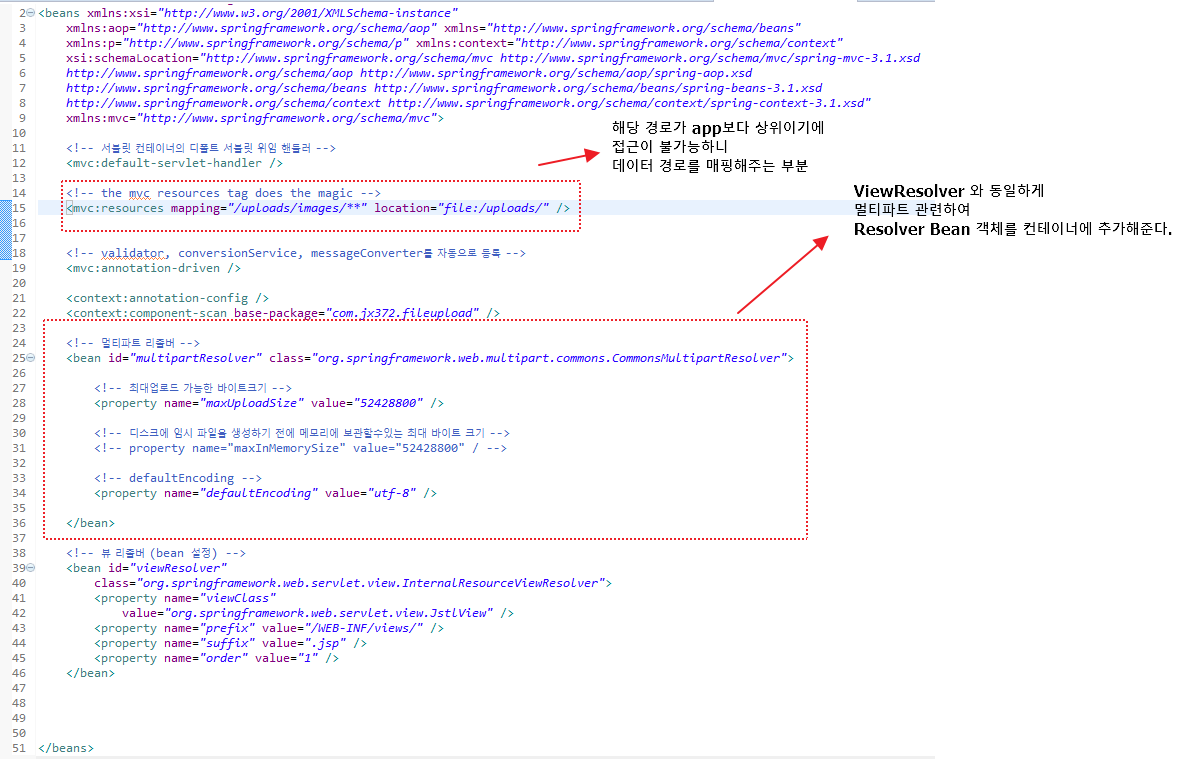 2 <beans xmlns:xsi="http://www.w3.org/2001/XMLSchema-instance"
3 xmlns:aop="http://www.springframework.org/schema/aop" xmlns="http://www.springframework.org/schema/beans"
4 xmlns:p="http://www.springframework.org/schema/p" xmlns:context="http://www.springframework.org/schema/context"
5 xsi:schemaLocation="http://www.springframework.org/schema/mvc http://www.springframework.org/schema/mvc/spring-mvc-3.1.xsd
6 http://www.springframework.org/schema/aop http://www.springframework.org/schema/aop/spring-aop.xsd
7 http://www.springframework.org/schema/beans http://www.springframework.org/schema/beans/spring-beans-3.1.xsd
8 http://www.springframework.org/schema/context http://www.springframework.org/schema/context/spring-context-3.1.xsd"
9 xmlns:mvc="http://www.springframework.org/schema/mvc">
10
11 <!-- 서블릿 컨테이너의 디폴트 서블릿 위임 핸들러 -->
12 <mvc:default-servlet-handler />
13
해당 경로가 app보다 상위이기에
접근이 불가능하니
데이터 경로를 매핑해주는 부분
14 <!-- the mvc resources tag does the magic -->
15 <mvc:resources mapping="/uploads/images/**" location="file:/uploads/" />
16
17
ViewResolver 와 동일하게
멀티파트 관련하여
Resolver Bean 객체를 컨테이너에 추가해준다.
18 <!-- validator, conversionService, messageConverter를 자동으로 등록 -->
19 <mvc:annotation-driven />
20
21 <context:annotation-config />
22 <context:component-scan base-package="com.jx372.fileupload" />
23
24 <!-- 멀티파트 리졸버 -->
25 <bean id="multipartResolver" class="org.springframework.web.multipart.commons.CommonsMultipartResolver">
26
27 <!-- 최대업로드 가능한 바이트크기 -->
28 <property name="maxUploadSize" value="52428800" />
29
30 <!-- 디스크에 임시 파일을 생성하기 전에 메모리에 보관할수있는 최대 바이트 크기 -->
31 <!-- property name="maxInMemorySize" value="52428800" / -->
32
33 <!-- defaultEncoding -->
34 <property name="defaultEncoding" value="utf-8" />
35
36 </bean>
37
38 <!-- 뷰 리졸버 (bean 설정) -->
39 <bean id="viewResolver"
40 class="org.springframework.web.servlet.view.InternalResourceViewResolver">
41 <property name="viewClass"
42 value="org.springframework.web.servlet.view.JstlView" />
43 <property name="prefix" value="/WEB-INF/views/" />
44 <property name="suffix" value=".jsp" />
45 <property name="order" value="1" />
46 </bean>
47
48
49
50
51 </beans>